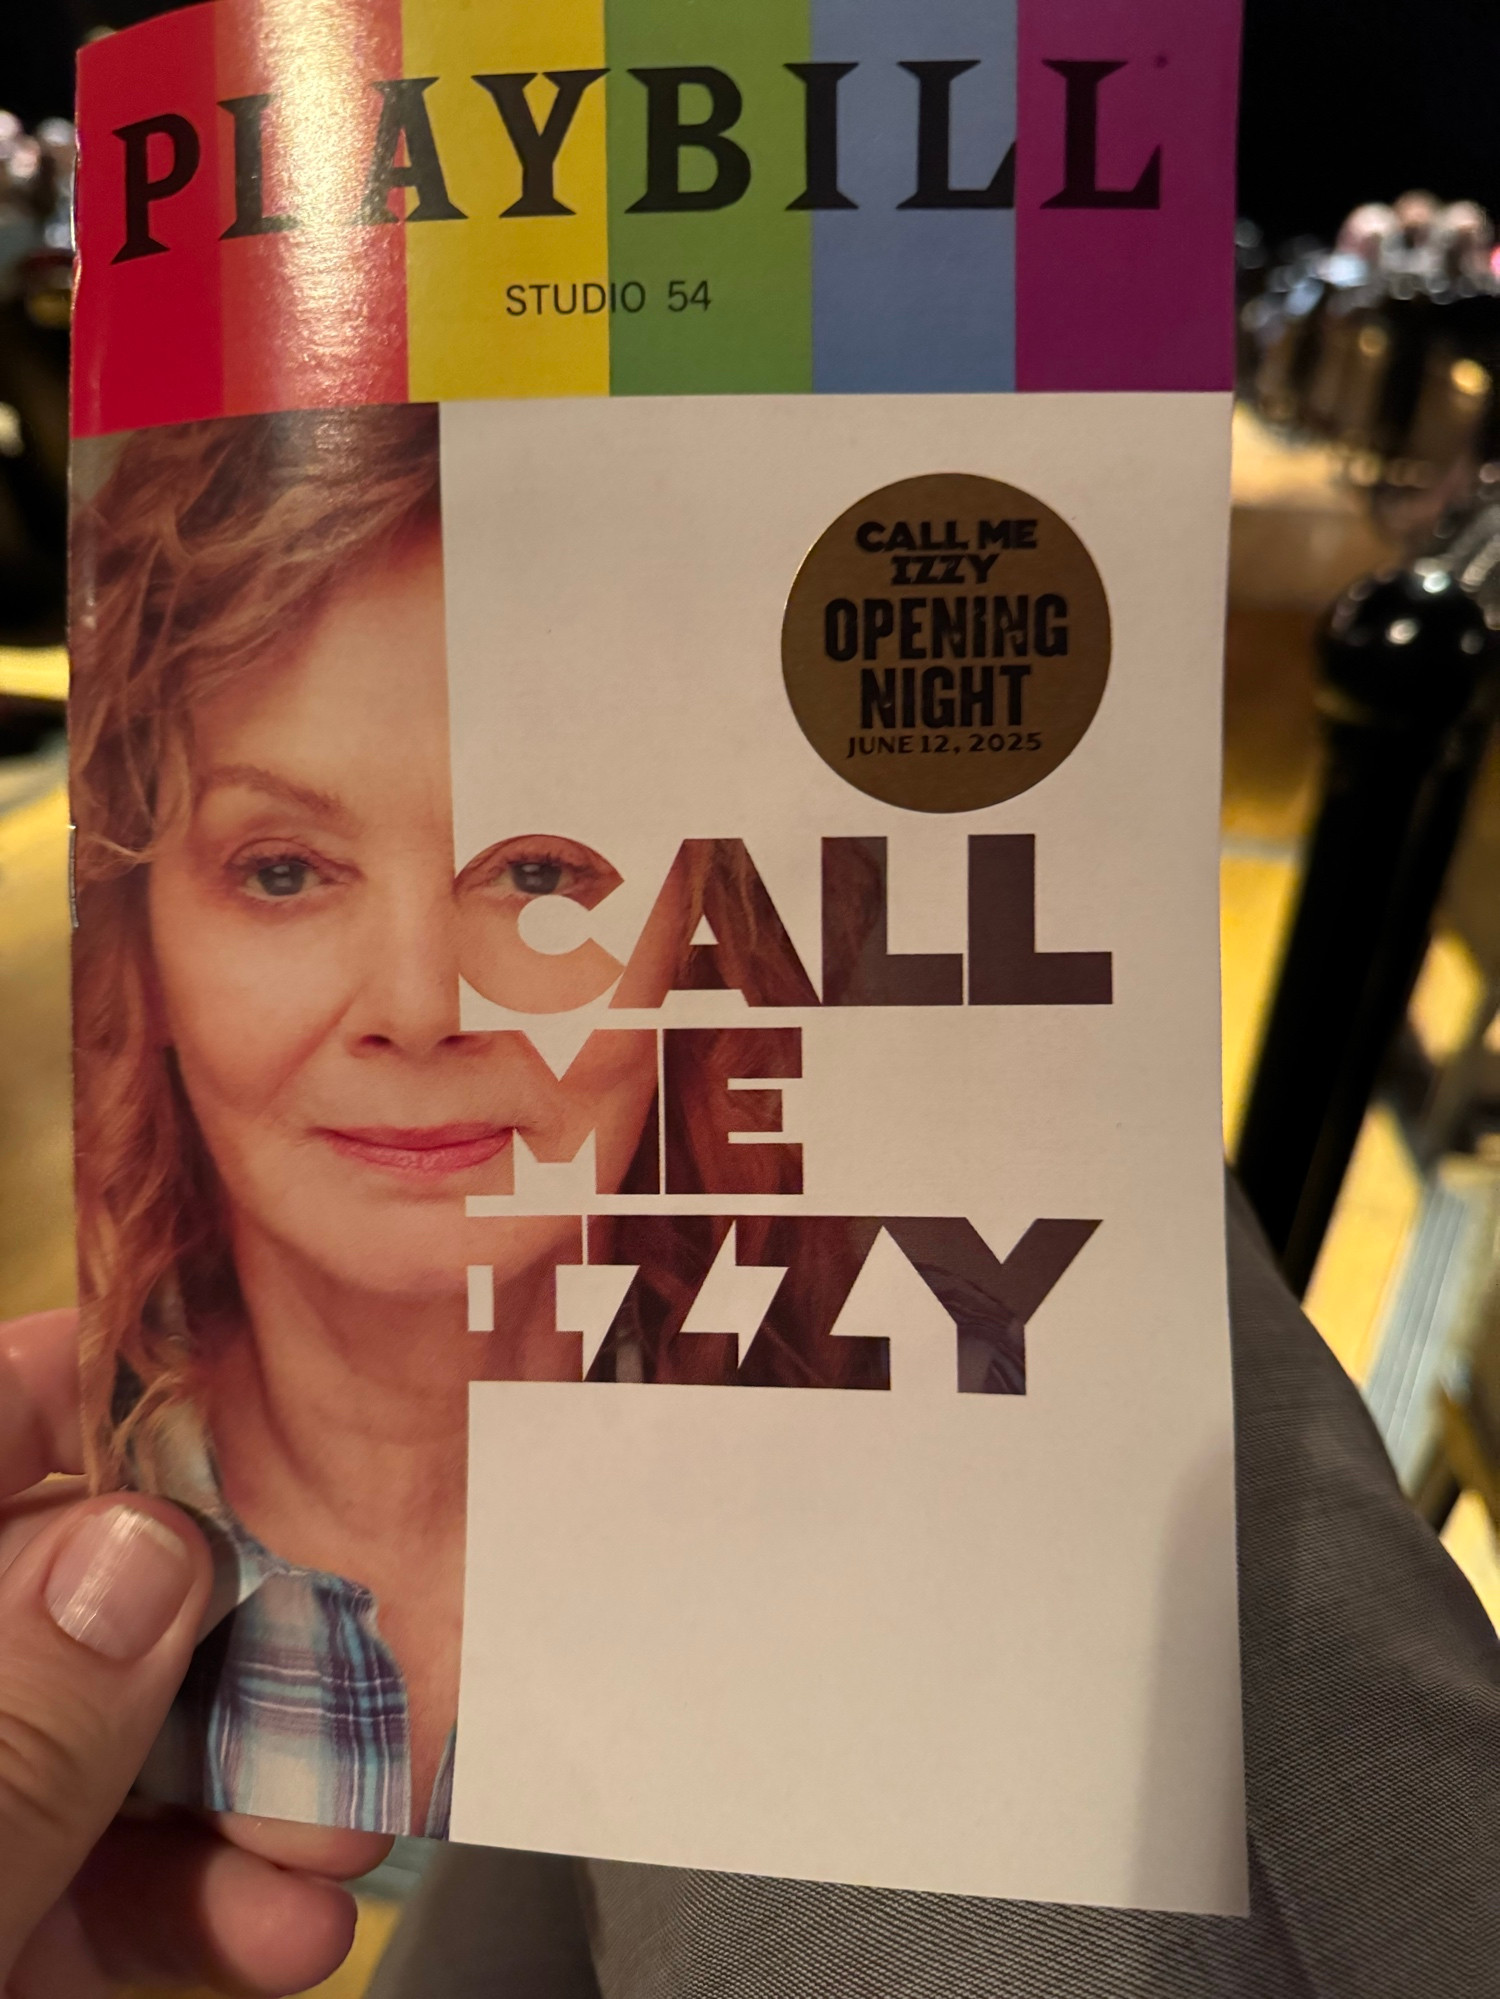 PLAYBILL
STUDIO 54
CALL ME
IZZY
OPENING
NIGHT
JUNE 12, 2025
CALL
ME
IZZY